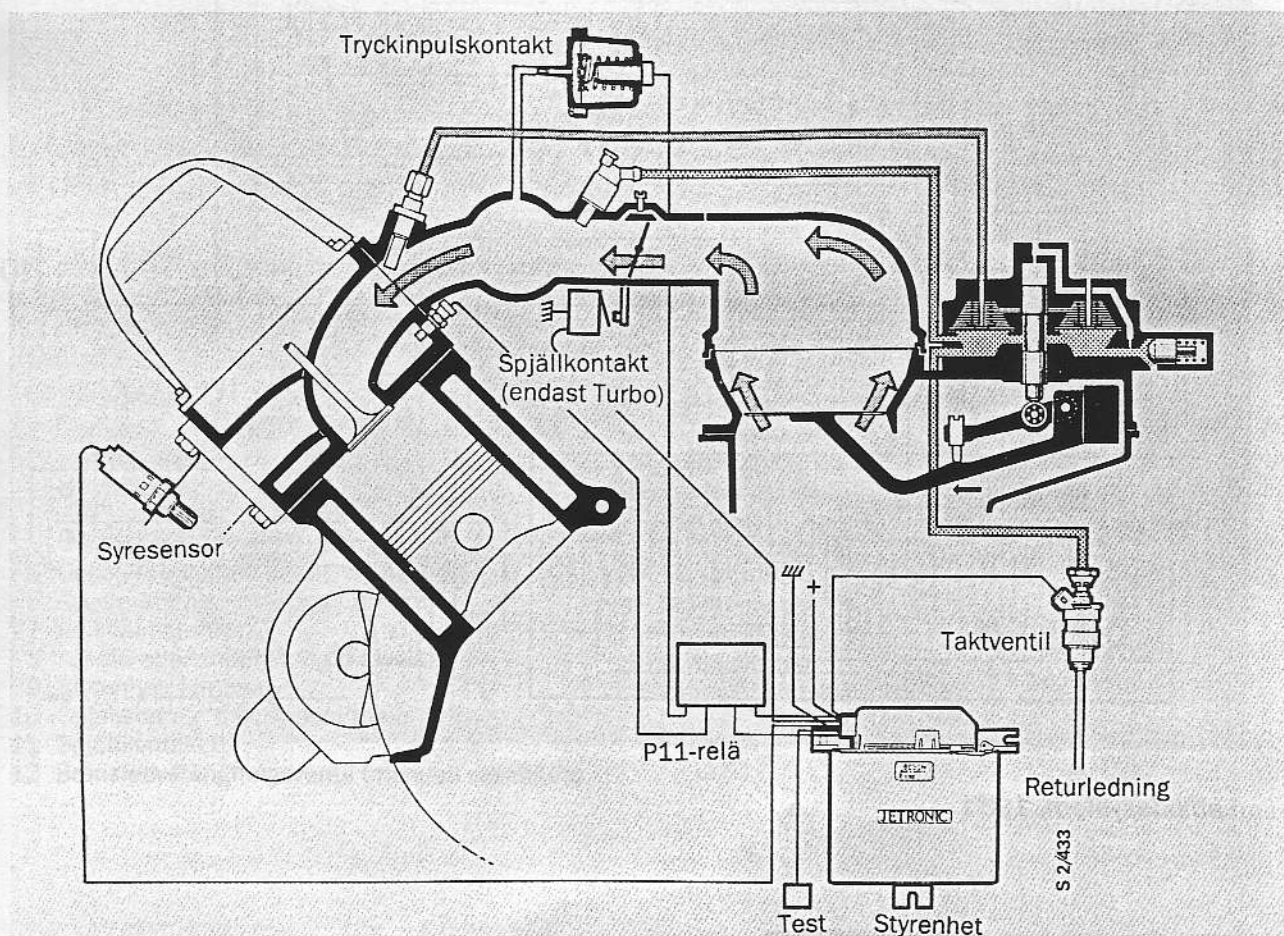 Tryckinpulskontakt
Spjällkontakt
(endast Turbo)
Syresensor
Taktventil
P11-relä
Returledning
JETRONIC
S 2/433
Test
Styrenhet